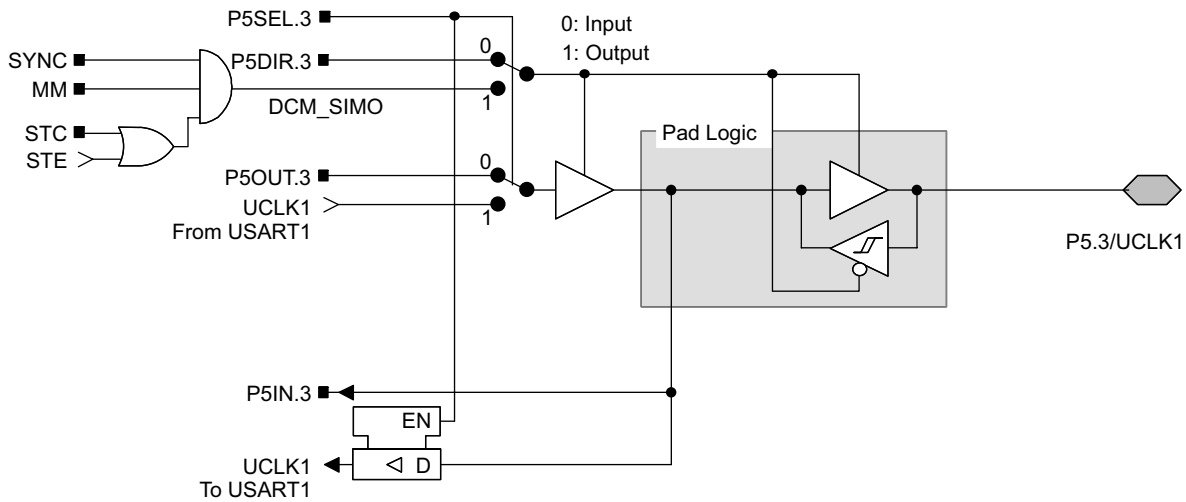 P5SEL.3
0: Input
1: Output
SYNC
P5DIR.3
0
MM
1
DCM_SIMO
STC
STE
Pad Logic
P5OUT.3
0
UCLK1
1
From USART1
P5.3/UCLK1
P5IN.3
EN
UCLK1
D
To USART1